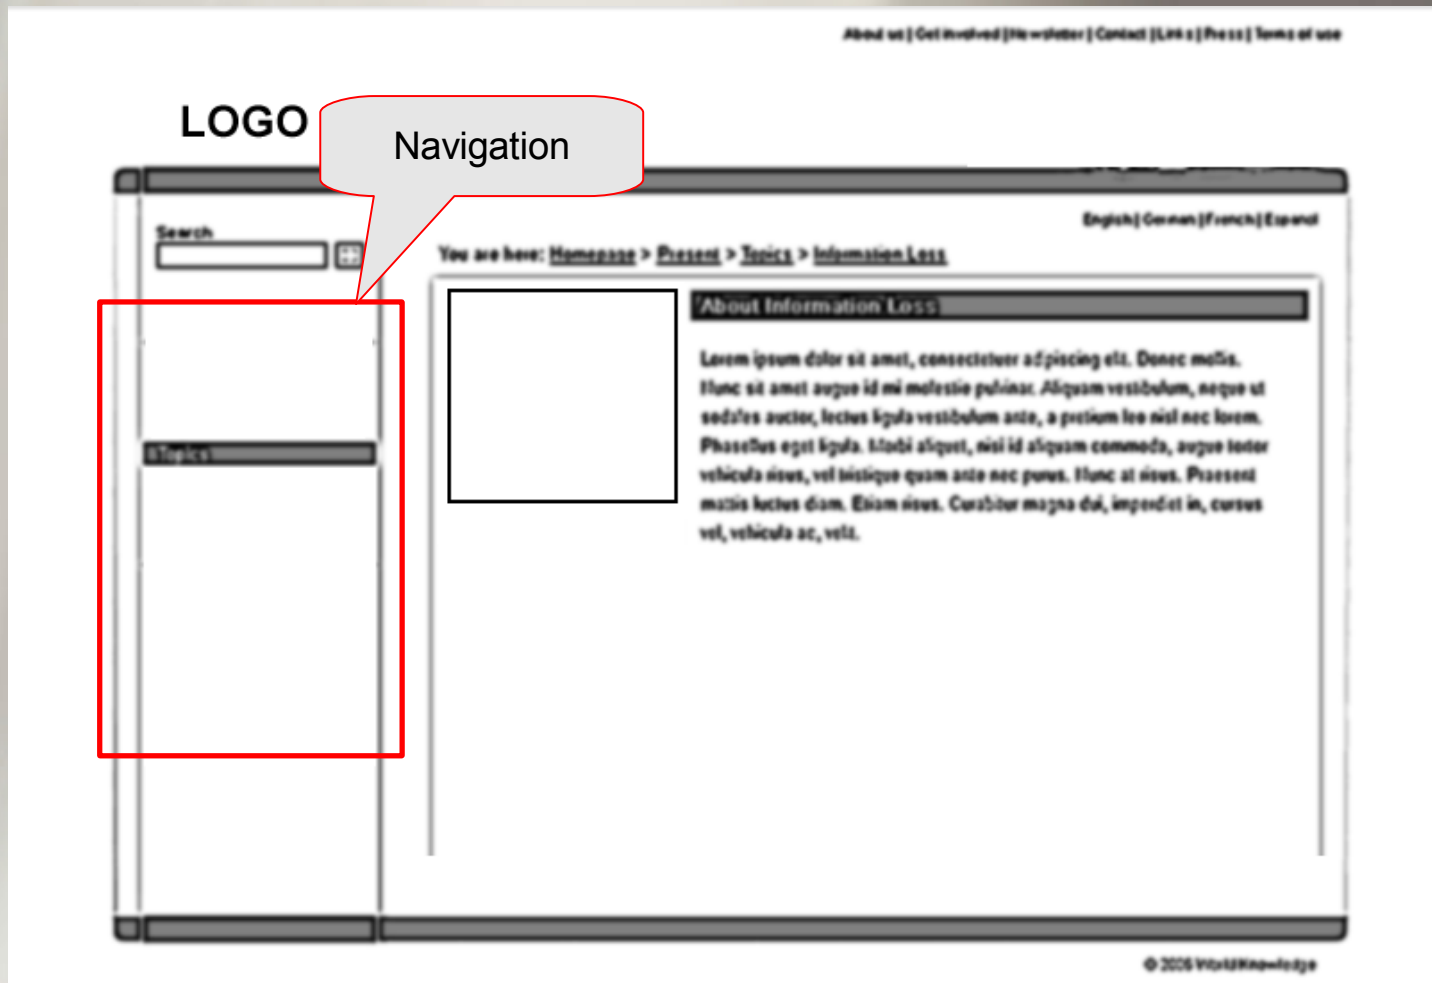 About us | Get involved | Newsletter | Contact | Links | Press | Terms of use
LOGO
Navigation
English | German | French | Espanol
Search
You are here: Homepage > Present > Topics > Information Loss
About Information Loss
Lorem ipsum dolor sit amet, consectetuer adipiscing elit. Donec mollis.
Nunc sit amet augue id mi molestie pulvinar. Aliquam vestibulum, neque ut
sodales auctor, lectus ligula vestibulum ante, a pretium leo nisl nec lorem.
Phasellus eget ligula. Morbi aliquet, nisi id aliquam commodo, augue tortor
vehicula risus, vel tristique quam ante nec purus. Nunc at risus. Praesent
mattis luctus diam. Etiam risus. Curabitur magna dui, imperdiet in, cursus
vel, vehicula ac, velit.
Topics
© 2005 World Knowledge